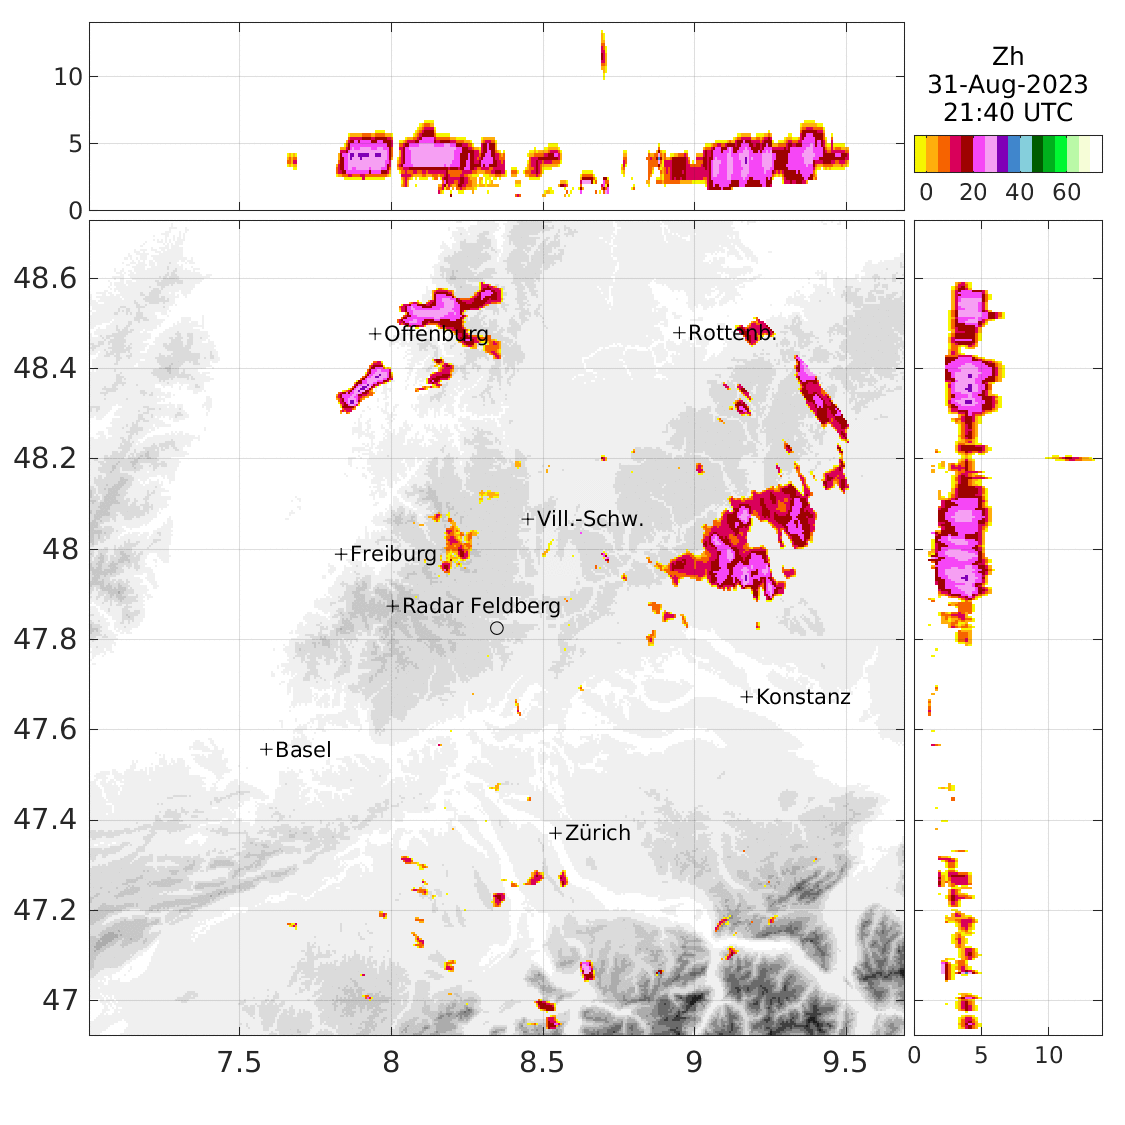 10
5
0
Zh
31-Aug-2023
21:40 UTC
0 20 40 60
48.6
48.4
48.2
48
47.8
47.6
47.4
47.2
47
+Offenburg
+Rottenb.
+Vill.-Schw.
+Freiburg
+Radar Feldberg
+Konstanz
+Basel
+Zürich
7.5 8 8.5 9 9.5
0 5 10